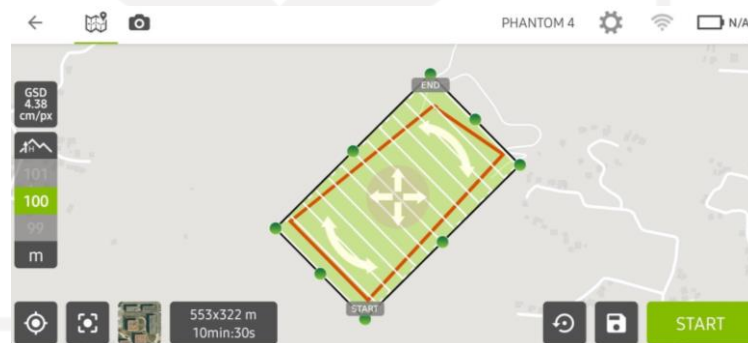 PHANTOM 4
N/A
GSD
4.38
cm/px
H
101
100
99
m
END
START
553x322 m
10min:30s
START